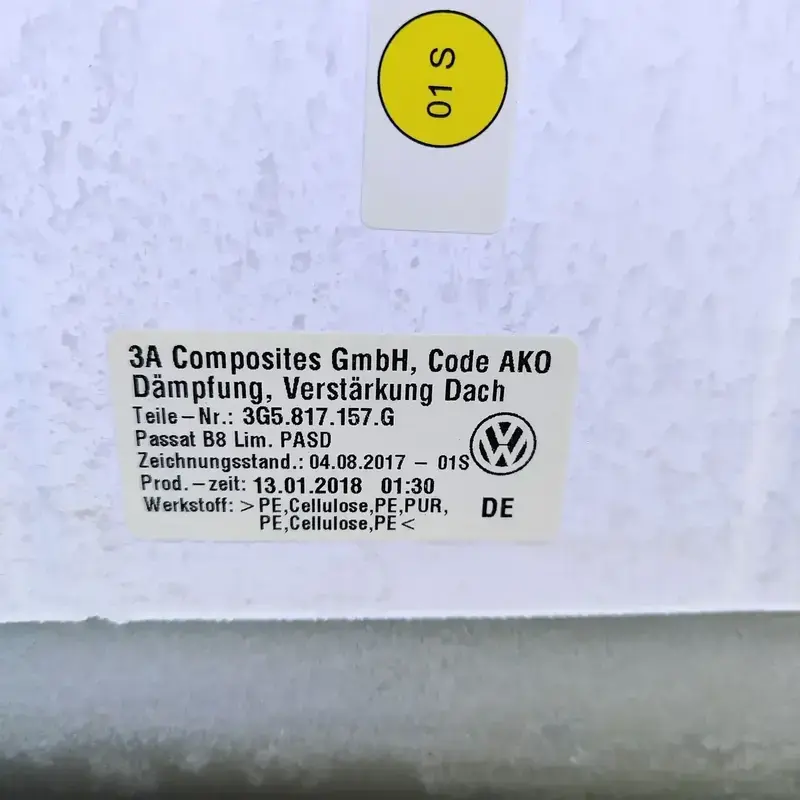 01 S
3A Composites GmbH, Code AKO
Dämpfung, Verstärkung Dach
Teile-Nr.: 3G5.817.157.G
Passat B8 Lim. PASD
Zeichnungsstand.: 04.08.2017 - 01S
Prod.-zeit: 13.01.2018 01:30
Werkstoff: >PE,Cellulose,PE,PUR,
PE,Cellulose,PE<
DE